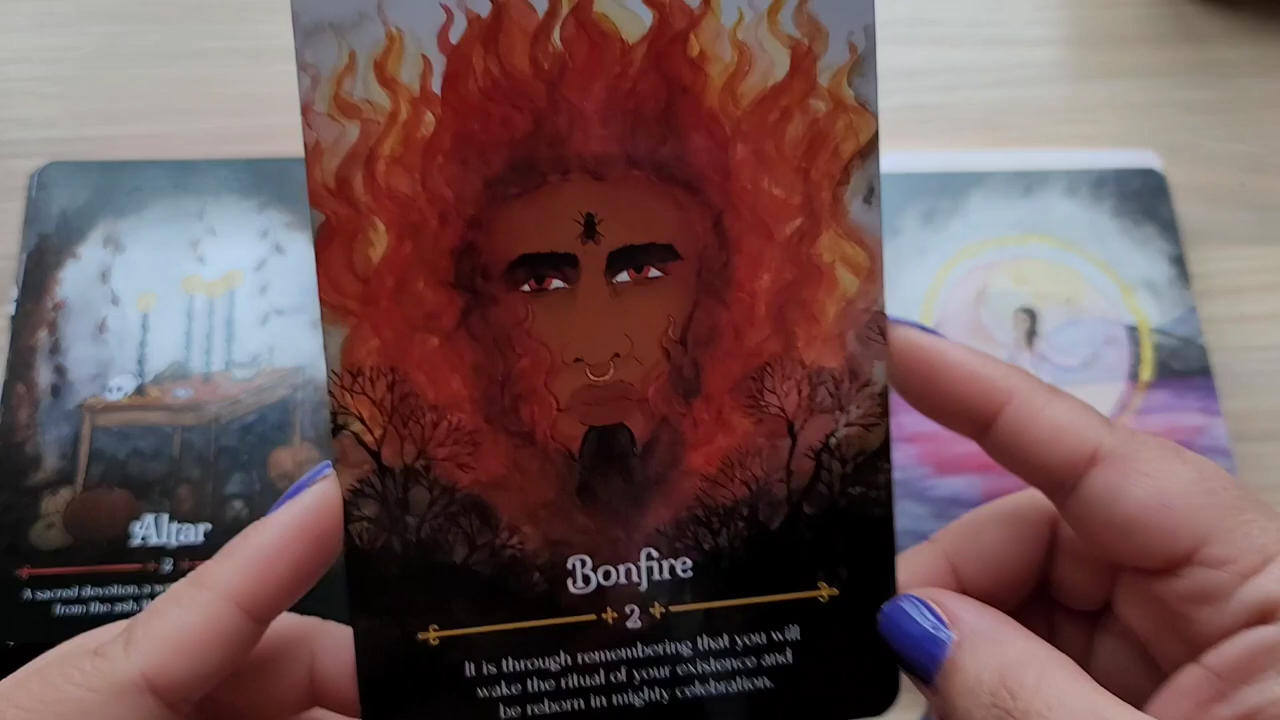 Altar
3
A sacred devotion, a
from the ash,
Bonfire
2
It is through remembering that you will
wake the ritual of your existence and
be reborn in mighty celebration.